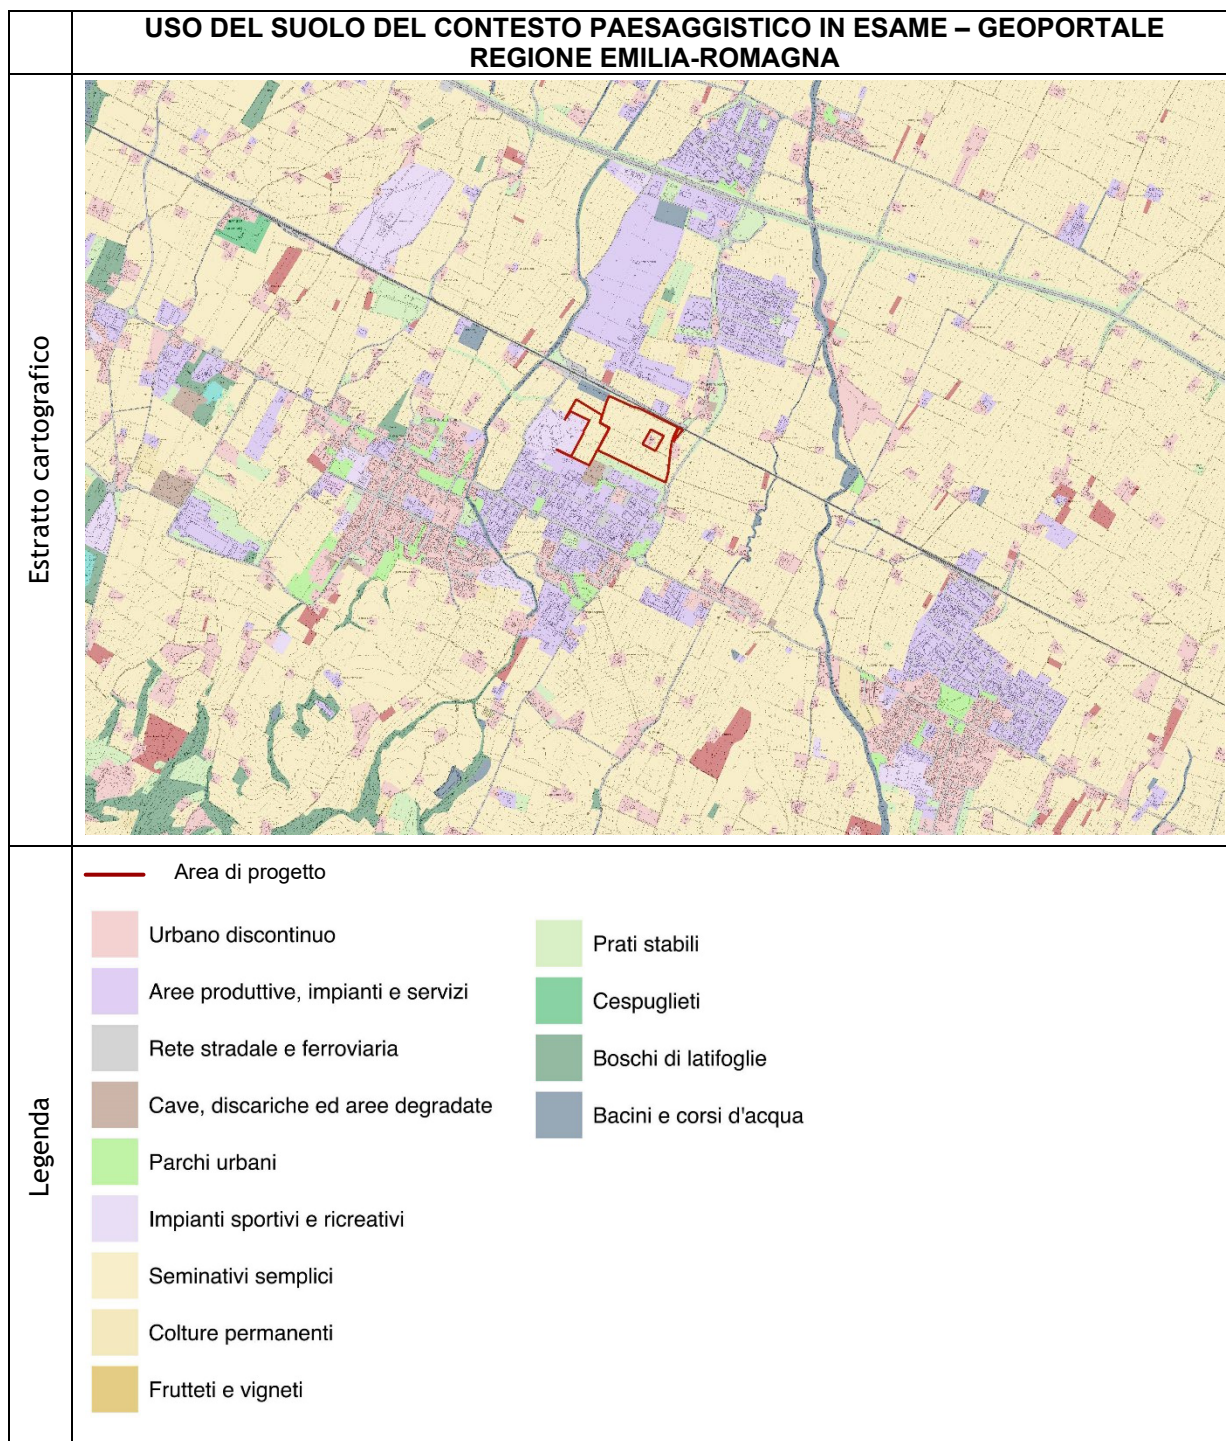 USO DEL SUOLO DEL CONTESTO PAESAGGISTICO IN ESAME – GEOPORTALE
REGIONE EMILIA-ROMAGNA
Estratto cartografico
Legenda
Area di progetto
Urbano discontinuo
Aree produttive, impianti e servizi
Rete stradale e ferroviaria
Cave, discariche ed aree degradate
Parchi urbani
Impianti sportivi e ricreativi
Seminativi semplici
Colture permanenti
Frutteti e vigneti
Prati stabili
Cespuglieti
Boschi di latifoglie
Bacini e corsi d'acqua